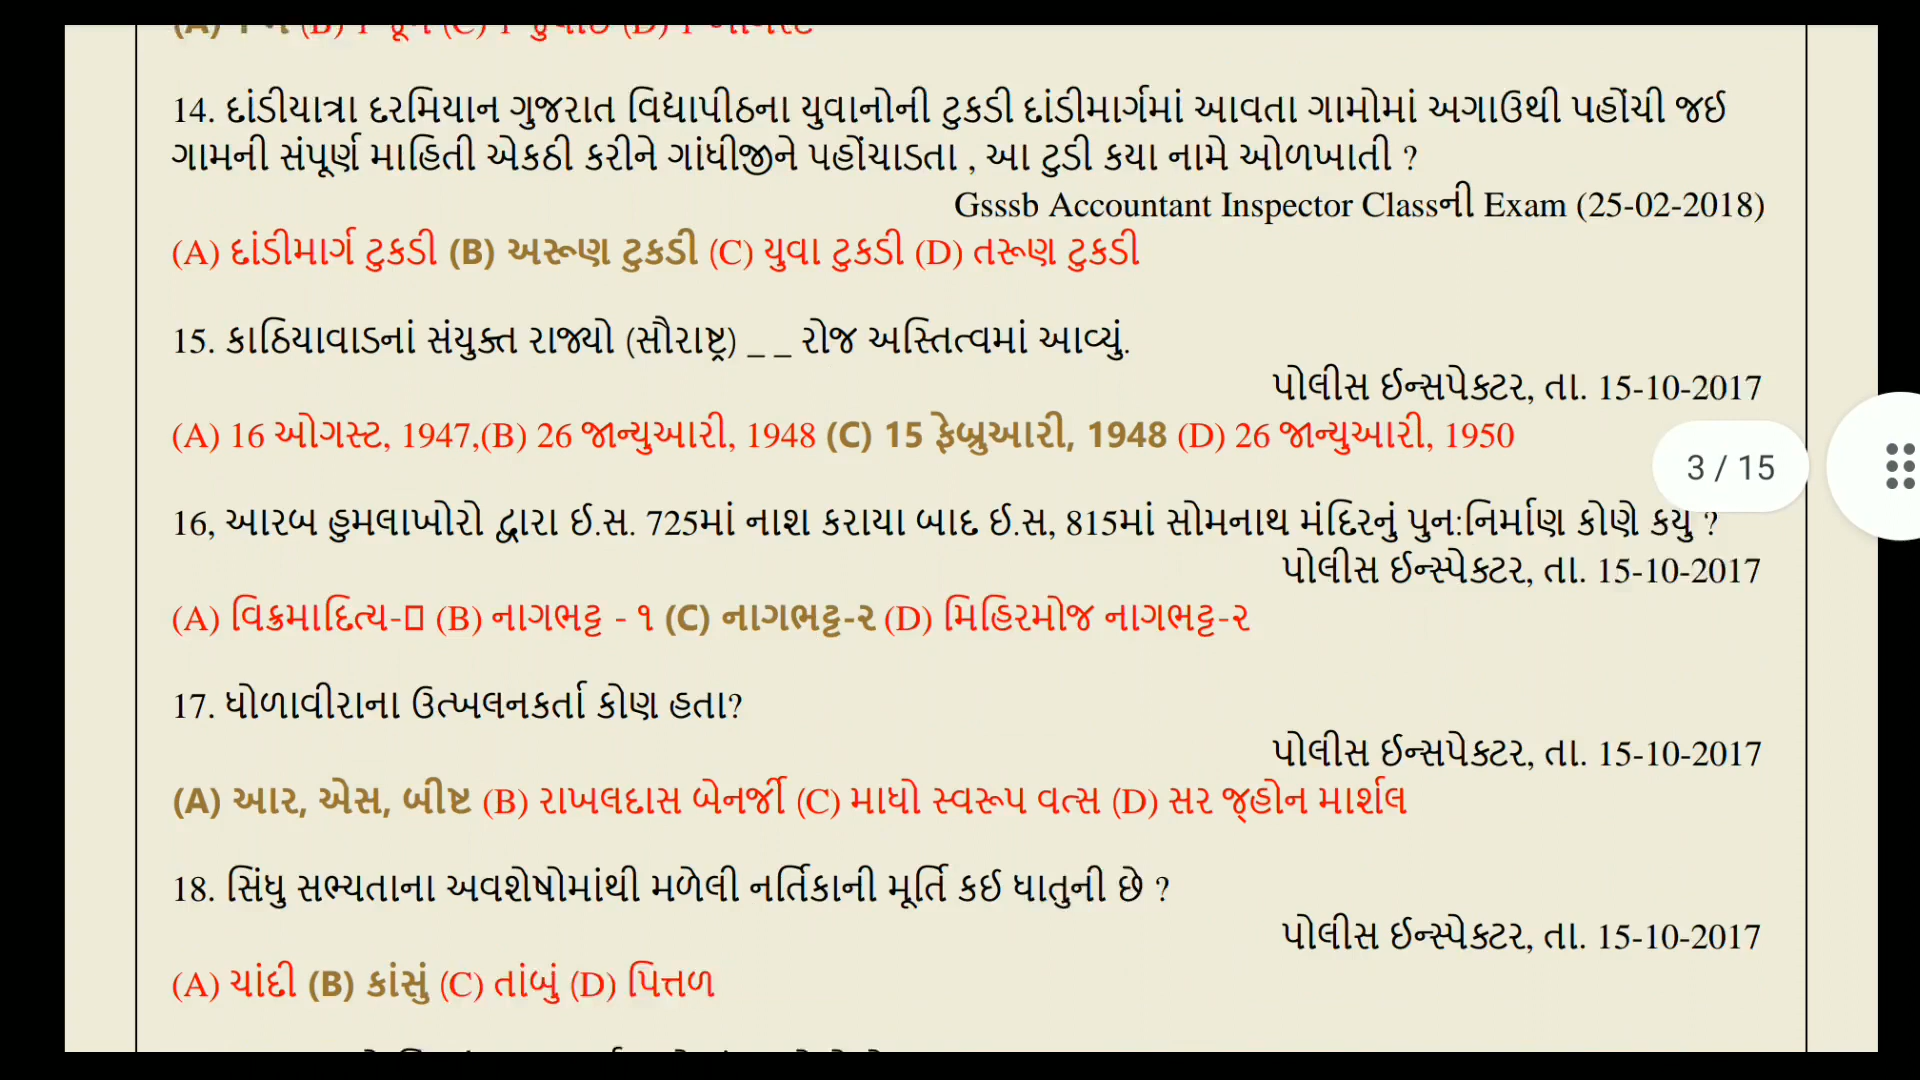 14. દાંડીયાત્રા દરમિયાન ગુજરાત વિદ્યાપીઠના યુવાનોની ટુકડી દાંડીમાર્ગમાં આવતા ગામોમાં અગાઉથી પહોંચી જઈ
ગામની સંપૂર્ણ માહિતી એકઠી કરીને ગાંધીજીને પહોંચાડતા , આ ટુડી કયા નામે ઓળખાતી ?
Gsssb Accountant Inspector Classની Exam (25-02-2018)
(A) દાંડીમાર્ગ ટુકડી (B) અરૂણ ટુકડી (C) યુવા ટુકડી (D) તરૂણ ટુકડી
15. કાઠિયાવાડનાં સંયુક્ત રાજ્યો (સૌરાષ્ટ્ર) _ _ રોજ અસ્તિત્વમાં આવ્યું.
પોલીસ ઈન્સપેક્ટર, તા. 15-10-2017
(A) 16 ઓગસ્ટ, 1947,(B) 26 જાન્યુઆરી, 1948 (C) 15 ફેબ્રુઆરી, 1948 (D) 26 જાન્યુઆરી, 1950
3 / 15
16, આરબ હુમલાખોરો દ્વારા ઈ.સ. 725માં નાશ કરાયા બાદ ઈ.સ, 815માં સોમનાથ મંદિરનું પુન:નિર્માણ કોણે કર્યુ ?
પોલીસ ઈન્સ્પેક્ટર, તા. 15-10-2017
(A) વિક્રમાદિત્ય-▯ (B) નાગભટ્ટ - ૧ (C) નાગભટ્ટ-૨ (D) મિહિરમોજ નાગભટ્ટ-૨
17. ધોળાવીરાના ઉત્ખલનકર્તા કોણ હતા?
પોલીસ ઈન્સપેક્ટર, તા. 15-10-2017
(A) આર, એસ, બીષ્ટ (B) રાખલદાસ બેનર્જી (C) માધો સ્વરૂપ વત્સ (D) સર જ્હોન માર્શલ
18. સિંધુ સભ્યતાના અવશેષોમાંથી મળેલી નર્તિકાની મૂર્તિ કઈ ધાતુની છે ?
પોલીસ ઈન્સ્પેક્ટર, તા. 15-10-2017
(A) ચાંદી (B) કાંસું (C) તાંબું (D) પિત્તળ